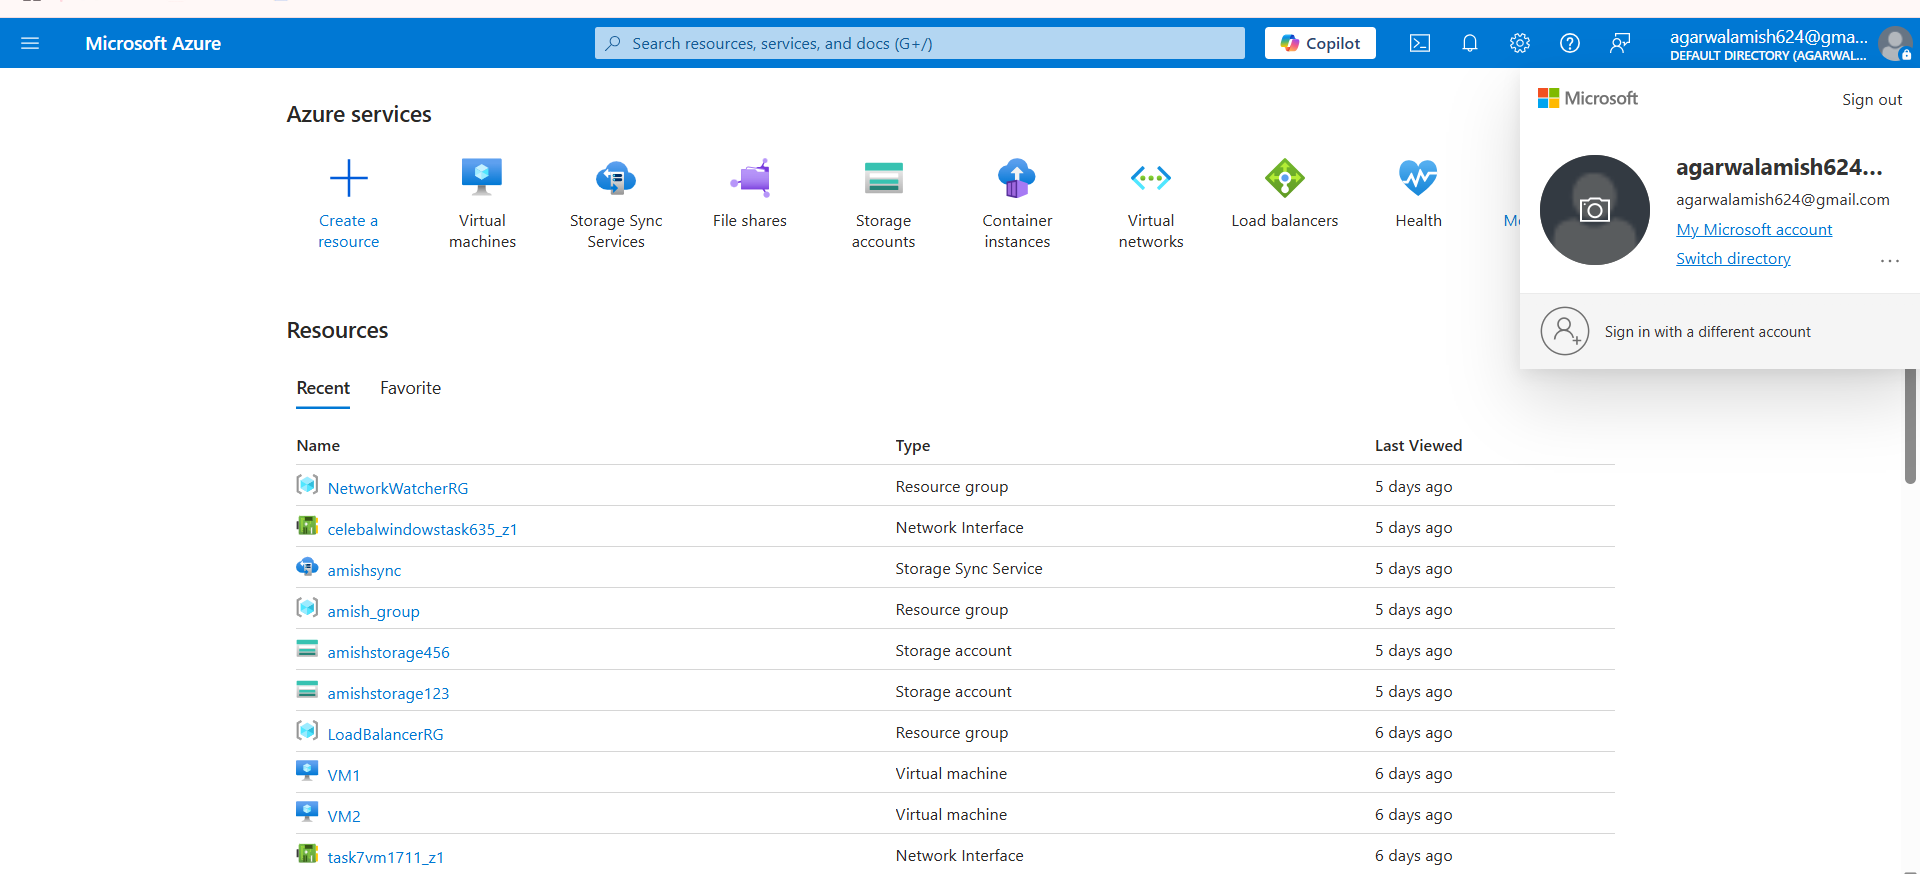 Microsoft Azure
Search resources, services, and docs (G+/)
Copilot
agarwalamish624@gma...
DEFAULT DIRECTORY (AGARWAL...
Microsoft
Sign out
agarwalamish624...
agarwalamish624@gmail.com
My Microsoft account
Switch directory
...
Sign in with a different account
Azure services
Create a
resource
Virtual
machines
Storage Sync
Services
File shares
Storage
accounts
Container
instances
Virtual
networks
Load balancers
Health
Resources
Recent Favorite
Name Type Last Viewed
NetworkWatcherRG Resource group 5 days ago
celebalwindowstask635_z1 Network Interface 5 days ago
amishsync Storage Sync Service 5 days ago
amish_group Resource group 5 days ago
amishstorage456 Storage account 5 days ago
amishstorage123 Storage account 5 days ago
LoadBalancerRG Resource group 6 days ago
VM1 Virtual machine 6 days ago
VM2 Virtual machine 6 days ago
task7vm1711_z1 Network Interface 6 days ago